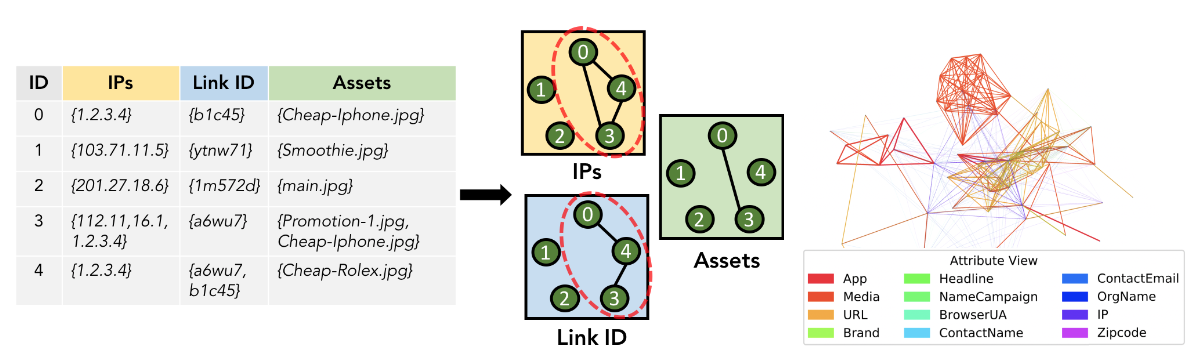 ID IPs Link ID Assets
0 {1.2.3.4} {b1c45} {Cheap-Iphone.jpg}
1 {103.71.11.5} {ytnw71} {Smoothie.jpg}
2 {201.27.18.6} {1m572d} {main.jpg}
3 {112.11,16.1, {a6wu7} {Promotion-1.jpg,
1.2.3.4} Cheap-Iphone.jpg}
4 {1.2.3.4} {a6wu7, {Cheap-Rolex.jpg}
b1c45}
0
1
4
2
3
IPs
0
1
4
2
3
Link ID
0
1
4
2
3
Assets
Attribute View
App Headline ContactEmail
Media NameCampaign OrgName
URL BrowserUA IP
Brand ContactName Zipcode